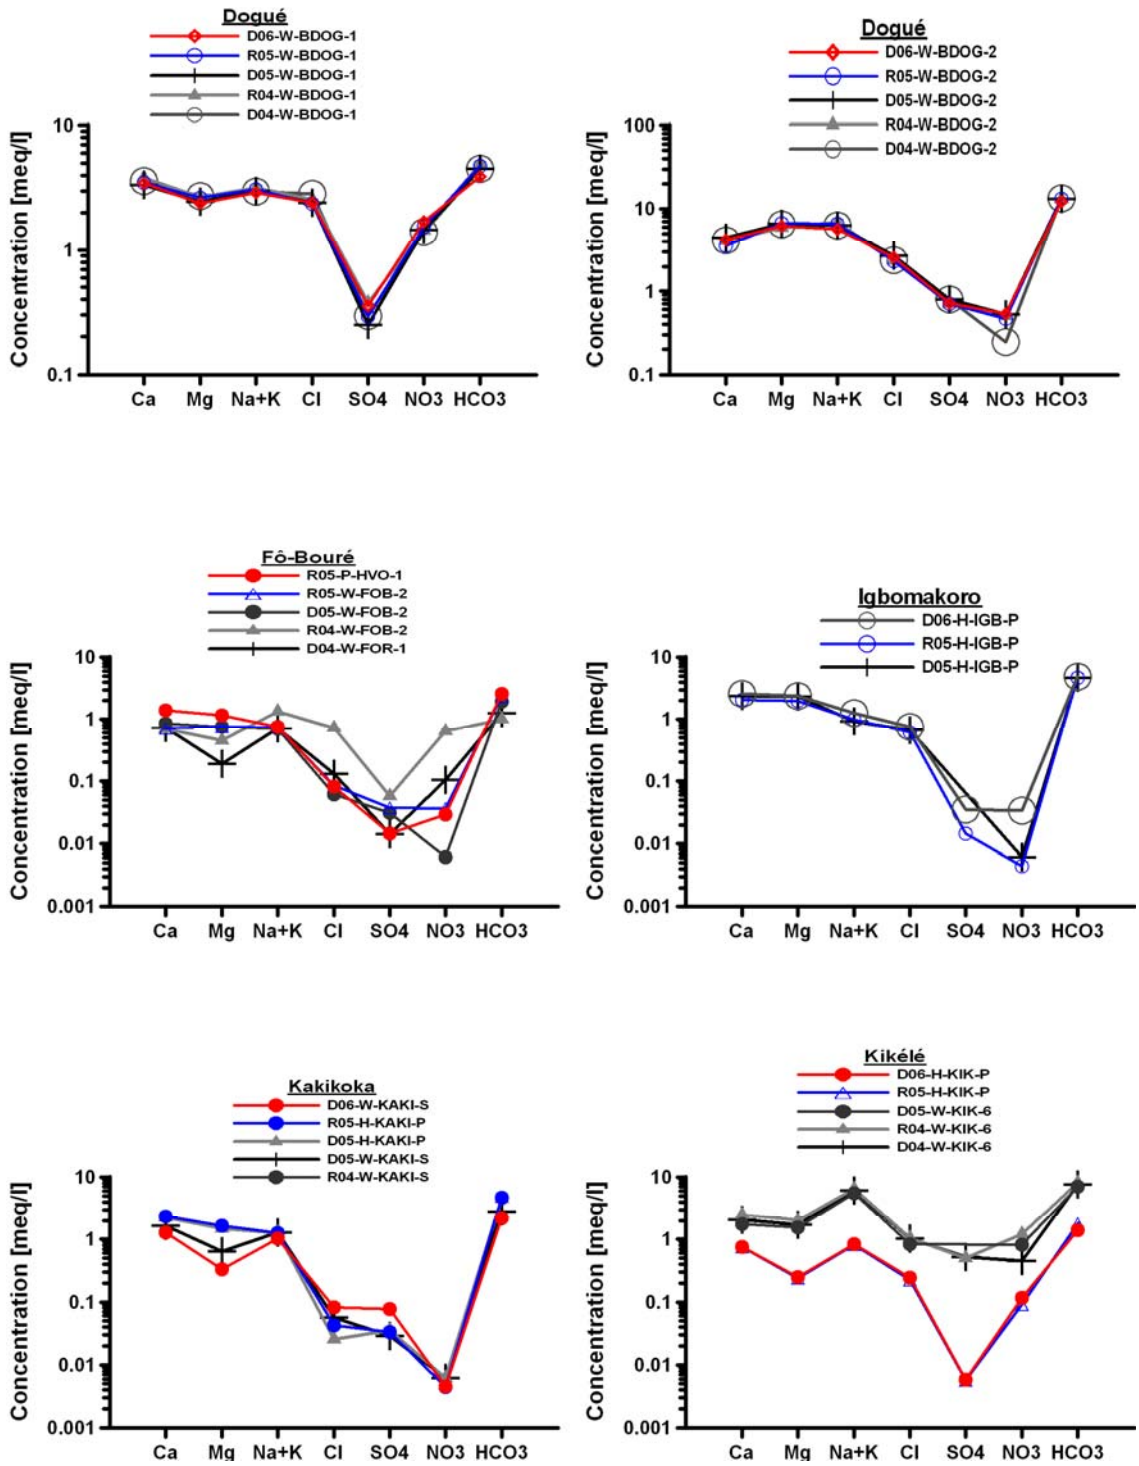 Dogué
D06-W-BDOG-1
R05-W-BDOG-1
D05-W-BDOG-1
R04-W-BDOG-1
D04-W-BDOG-1
Concentration [meq/l]
10
1
0.1
Ca Mg Na+K Cl SO4 NO3 HCO3
Dogué
D06-W-BDOG-2
R05-W-BDOG-2
D05-W-BDOG-2
R04-W-BDOG-2
D04-W-BDOG-2
Concentration [meq/l]
100
10
1
0.1
Ca Mg Na+K Cl SO4 NO3 HCO3
Fô-Bouré
R05-P-HVO-1
R05-W-FOB-2
D05-W-FOB-2
R04-W-FOB-2
D04-W-FOR-1
Concentration [meq/l]
10
1
0.1
0.01
0.001
Ca Mg Na+K Cl SO4 NO3 HCO3
Igbomakoro
D06-H-IGB-P
R05-H-IGB-P
D05-H-IGB-P
Concentration [meq/l]
10
1
0.1
0.01
0.001
Ca Mg Na+K Cl SO4 NO3 HCO3
Kakikoka
D06-W-KAKI-S
R05-H-KAKI-P
D05-H-KAKI-P
D05-W-KAKI-S
R04-W-KAKI-S
Concentration [meq/l]
10
1
0.1
0.01
0.001
Ca Mg Na+K Cl SO4 NO3 HCO3
Kikélé
D06-H-KIK-P
R05-H-KIK-P
D05-W-KIK-6
R04-W-KIK-6
D04-W-KIK-6
Concentration [meq/l]
10
1
0.1
0.01
0.001
Ca Mg Na+K Cl SO4 NO3 HCO3